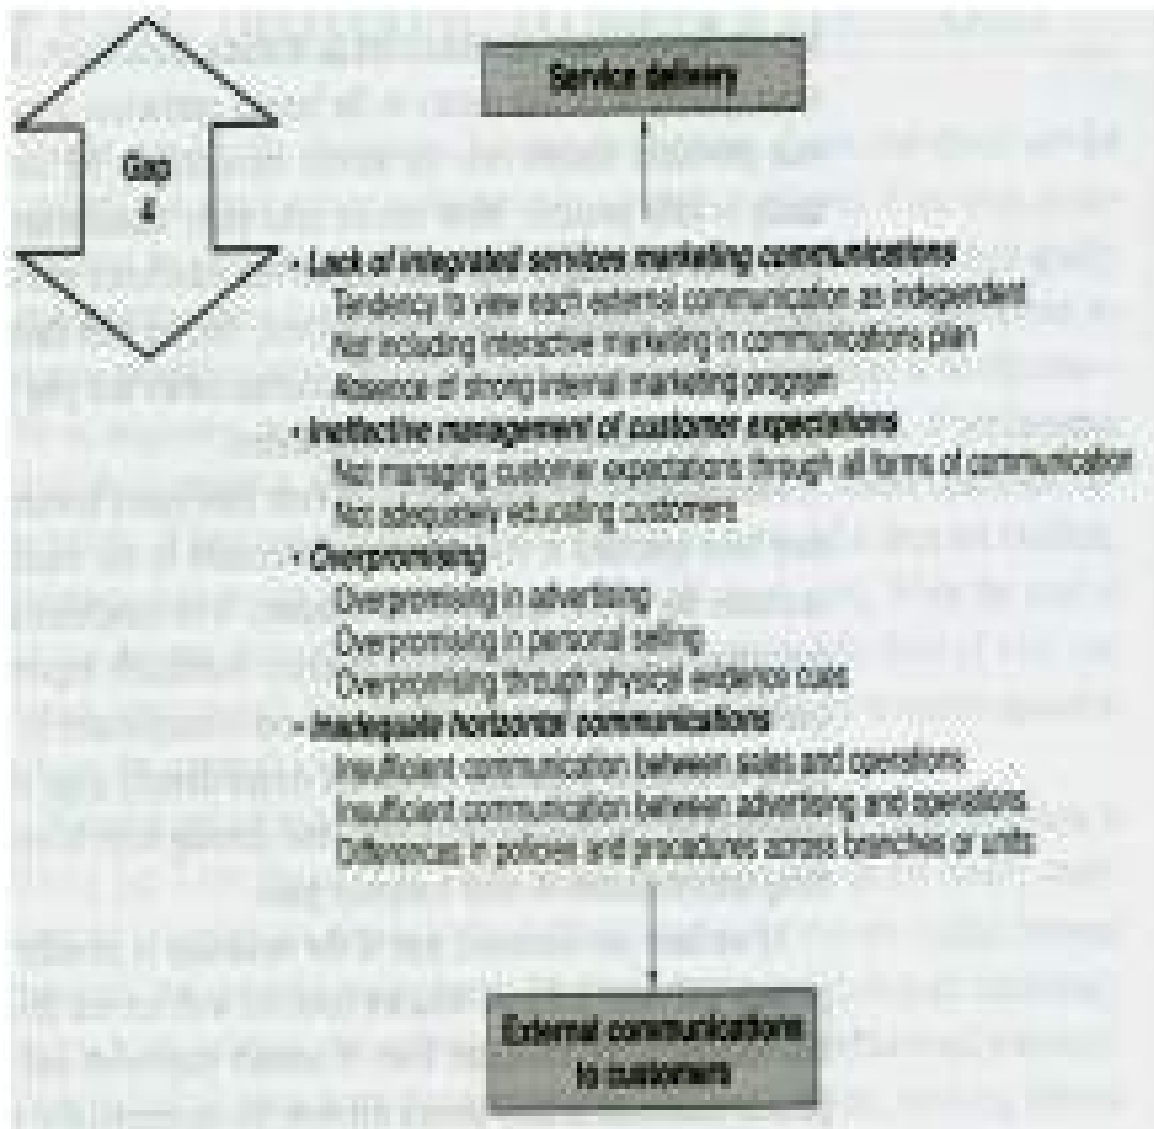 Service delivery
Gap
4
• Lack of integrated services marketing communications
Tendency to view each external communication as independent
Not including interactive marketing in communications plan
Absence of strong internal marketing program
• Ineffective management of customer expectations
Not managing customer expectations through all forms of communication
Not adequately educating customers
• Overpromising
Overpromising in advertising
Overpromising in personal selling
Overpromising through physical evidence cues
• Inadequate horizontal communications
Insufficient communication between sales and operations
Insufficient communication between advertising and operations
Differences in policies and procedures across branches or units
External communications
to customers